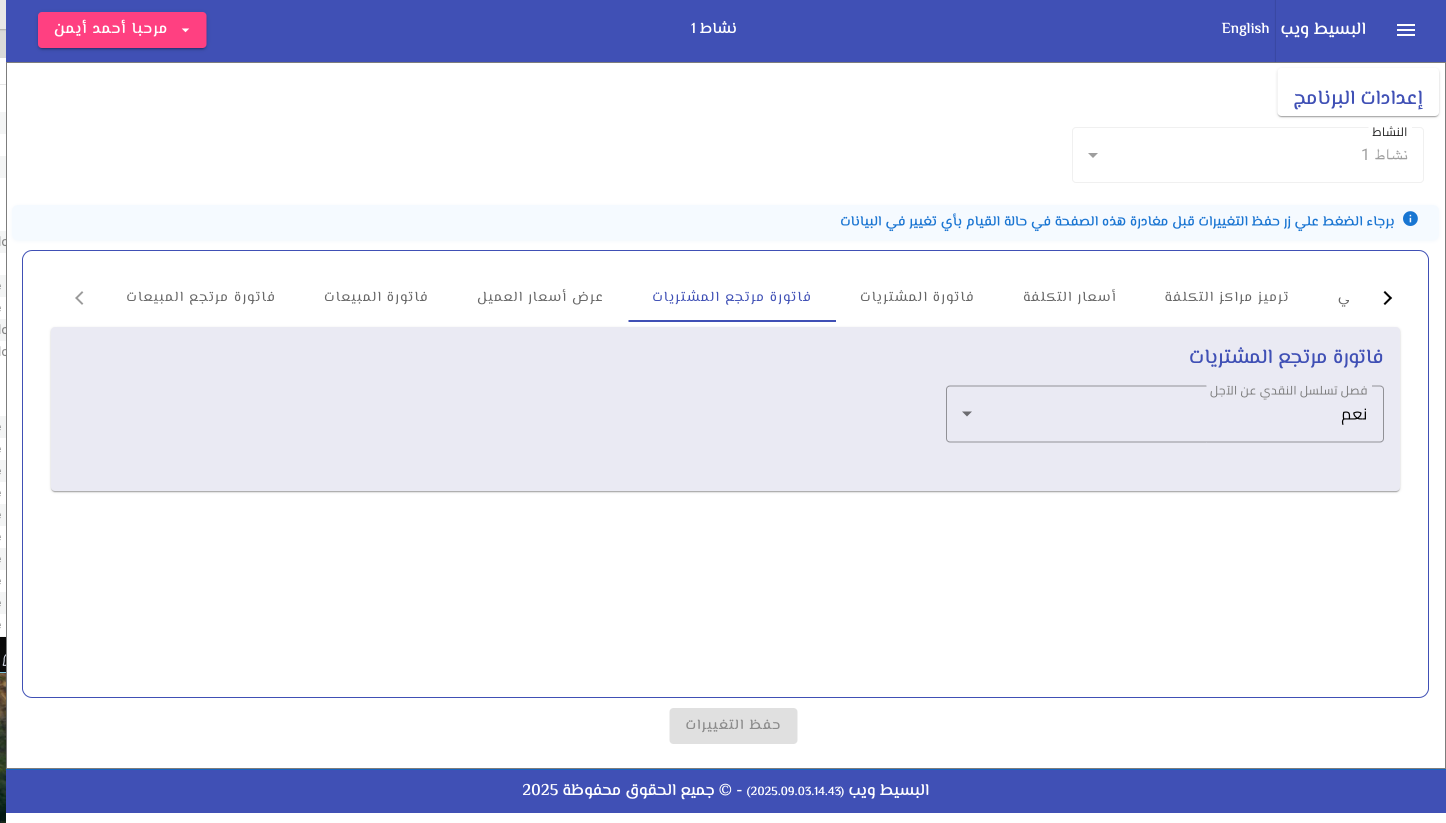 البسيط ويب English نشاط 1 مرحبا أحمد أيمن
إعدادات البرنامج
النشاط
نشاط 1
برجاء الضغط علي زر حفظ التغييرات قبل مغادرة هذه الصفحة في حالة القيام بأي تغيير في البيانات
ي ترميز مراكز التكلفة أسعار التكلفة فاتورة المشتريات فاتورة مرتجع المشتريات عرض أسعار العميل فاتورة المبيعات فاتورة مرتجع المبيعات
فاتورة مرتجع المشتريات
فصل تسلسل النقدي عن الآجل
نعم
حفظ التغييرات
البسيط ويب (2025.09.03.14.43) - © جميع الحقوق محفوظة 2025